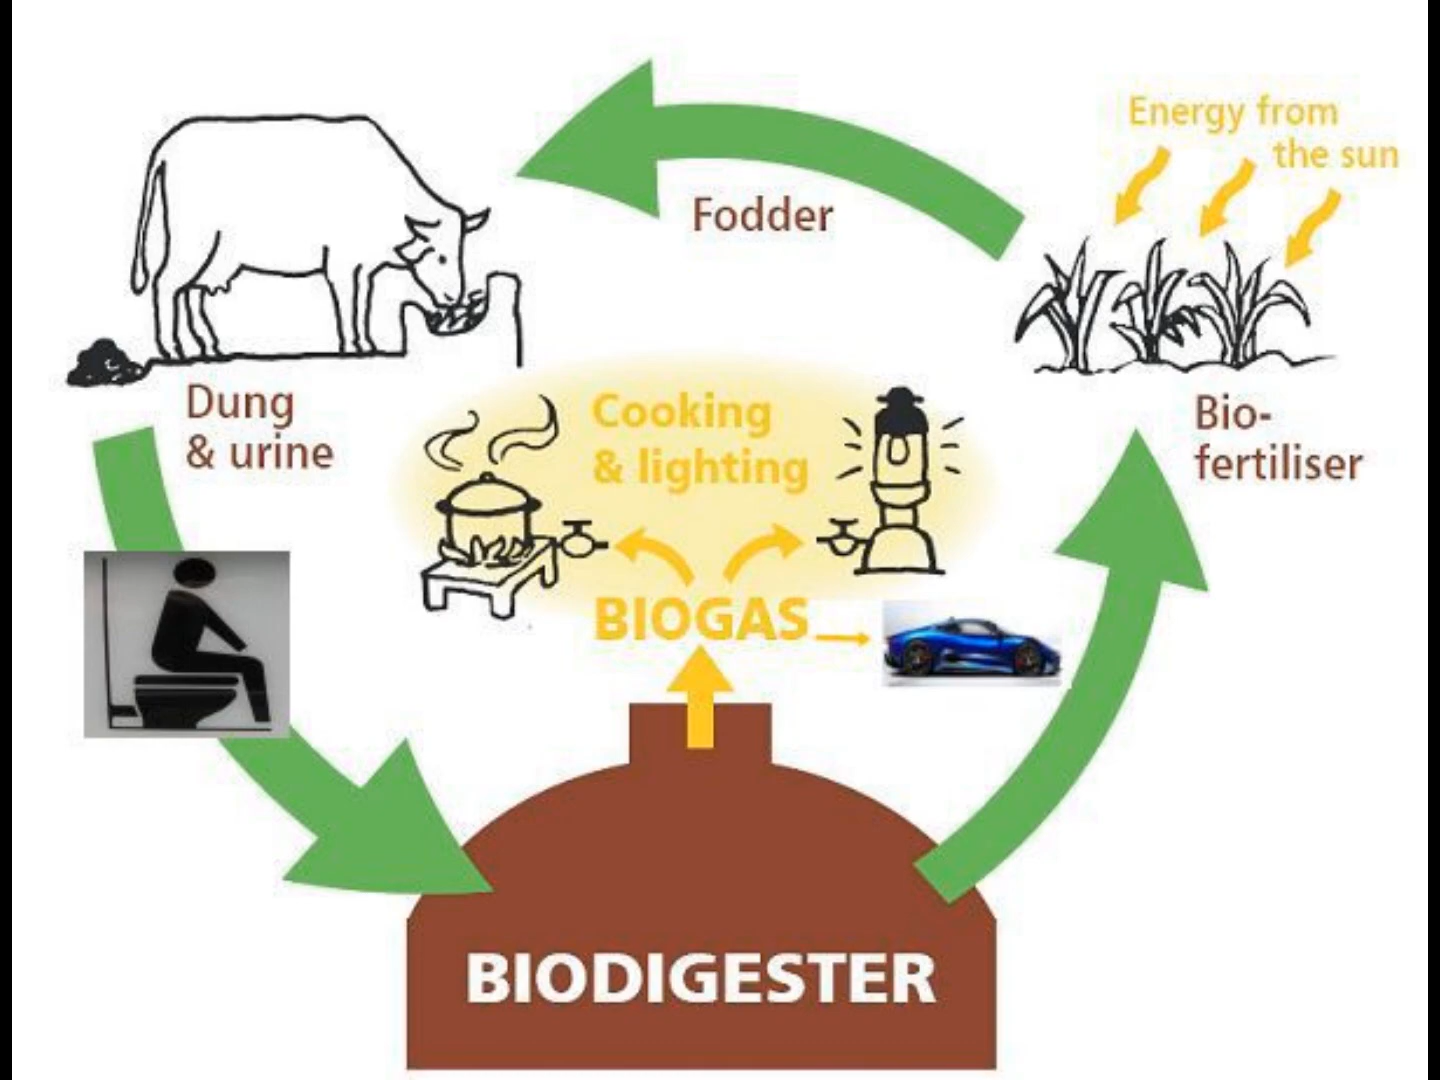 Energy from
the sun
Fodder
Dung
& urine
Cooking
& lighting
Bio-
fertiliser
BIOGAS
BIODIGESTER